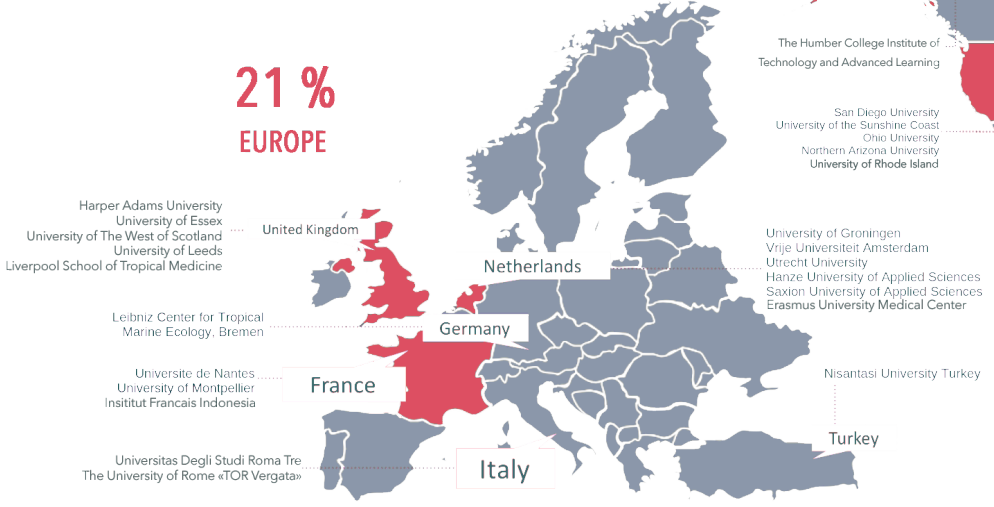 21 %
EUROPE
The Humber College Institute of
Technology and Advanced Learning
San Diego University
University of the Sunshine Coast
Ohio University
Northern Arizona University
University of Rhode Island
Harper Adams University
University of Essex
University of The West of Scotland
University of Leeds
Liverpool School of Tropical Medicine
United Kingdom
University of Groningen
Vrije Universiteit Amsterdam
Utrecht University
Hanze University of Applied Sciences
Saxion University of Applied Sciences
Erasmus University Medical Center
Netherlands
Leibniz Center for Tropical
Marine Ecology, Bremen
Germany
Universite de Nantes
University of Montpellier
Insititut Francais Indonesia
France
Nisantasi University Turkey
Turkey
Universitas Degli Studi Roma Tre
The University of Rome «TOR Vergata»
Italy